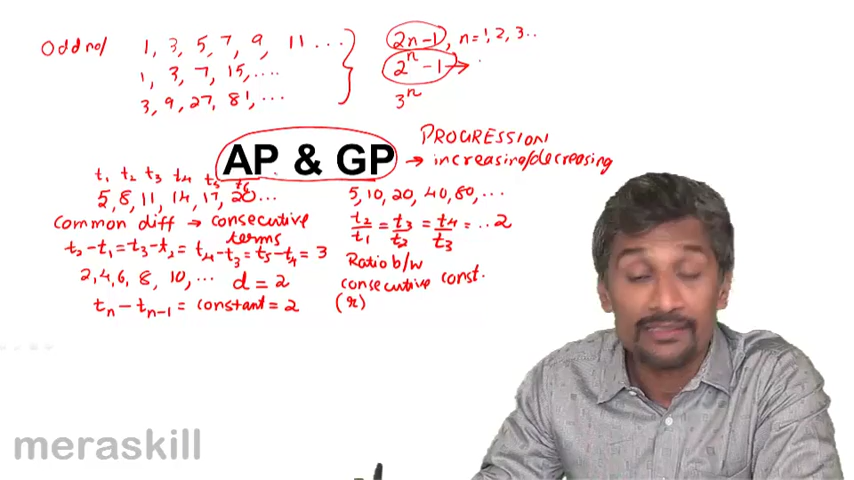 Odd no/ 1, 3, 5, 7, 9, 11 ... 2n-1, n=1,2,3..
1, 3, 7, 15, .... 2ⁿ-1 →
3, 9, 27, 81, ... 3ⁿ
PROGRESSION
AP & GP → increasing/decreasing
t₁ t₂ t₃ t₄ t₅ t₆
5, 8, 11, 14, 17, 20...
5, 10, 20, 40, 80, ...
Common diff → consecutive
terms
t₂/t₁ = t₃/t₂ = t₄/t₃ = ... 2
t₂-t₁ = t₃-t₂ = t₄-t₃ = t₅-t₄ = 3
Ratio b/w
2, 4, 6, 8, 10, ... d = 2
consecutive const.
tₙ - tₙ₋₁ = constant = 2
(r)
meraskill